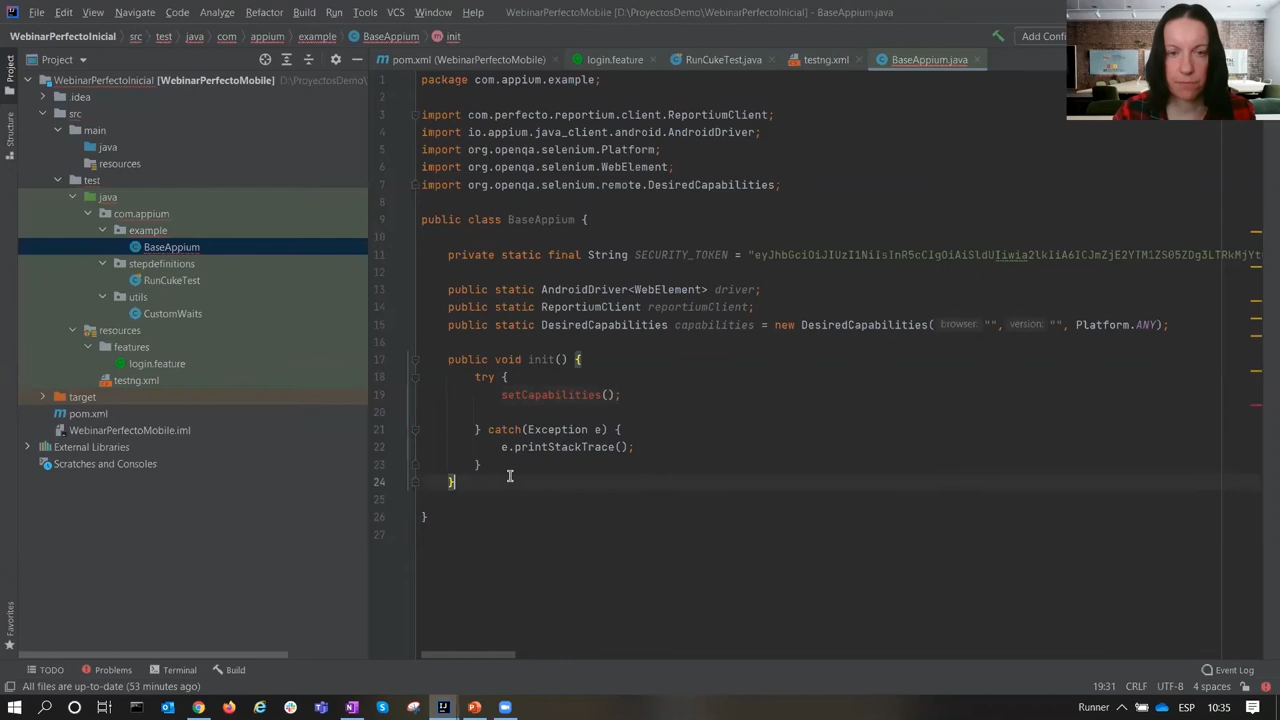 File Edit View Navigate Code Analyze Refactor Build Run Tools VCS Window Help WebinarPerfectoMobile [D:\ProyectosDemo\WebinarPerfectoInicial] - BaseAppium.java
WebinarPerfectoInicial src test java com appium example BaseAppium init Add Confi
Project
pom.xml (WebinarPerfectoMobile) login.feature RunCukeTest.java testng.xml BaseAppium.java
Project
Structure
Favorites
WebinarPerfectoInicial [WebinarPerfectoMobile] D:\ProyectosDemo
.idea
src
main
java
resources
test
java
com.appium
example
BaseAppium
stepdefinitions
RunCukeTest
utils
CustomWaits
resources
features
login.feature
testng.xml
target
pom.xml
WebinarPerfectoMobile.iml
External Libraries
Scratches and Consoles
1 package com.appium.example;
2
3 import com.perfecto.reportium.client.ReportiumClient;
4 import io.appium.java_client.android.AndroidDriver;
5 import org.openqa.selenium.Platform;
6 import org.openqa.selenium.WebElement;
7 import org.openqa.selenium.remote.DesiredCapabilities;
8
9 public class BaseAppium {
10
11 private static final String SECURITY_TOKEN =
12
13 public static AndroidDriver<WebElement> driver;
14 public static ReportiumClient reportiumClient;
15 public static DesiredCapabilities capabilities = new DesiredCapabilities( browser: "", version: "", Platform.ANY);
16
17 public void init() {
18 try {
19 setCapabilities();
20
21 } catch(Exception e) {
22 e.printStackTrace();
23 }
24 }
25
26 }
27
TODO Problems Terminal Build Event Log
All files are up-to-date (53 minutes ago) 19:31 CRLF UTF-8 4 spaces
Runner ESP 10:35